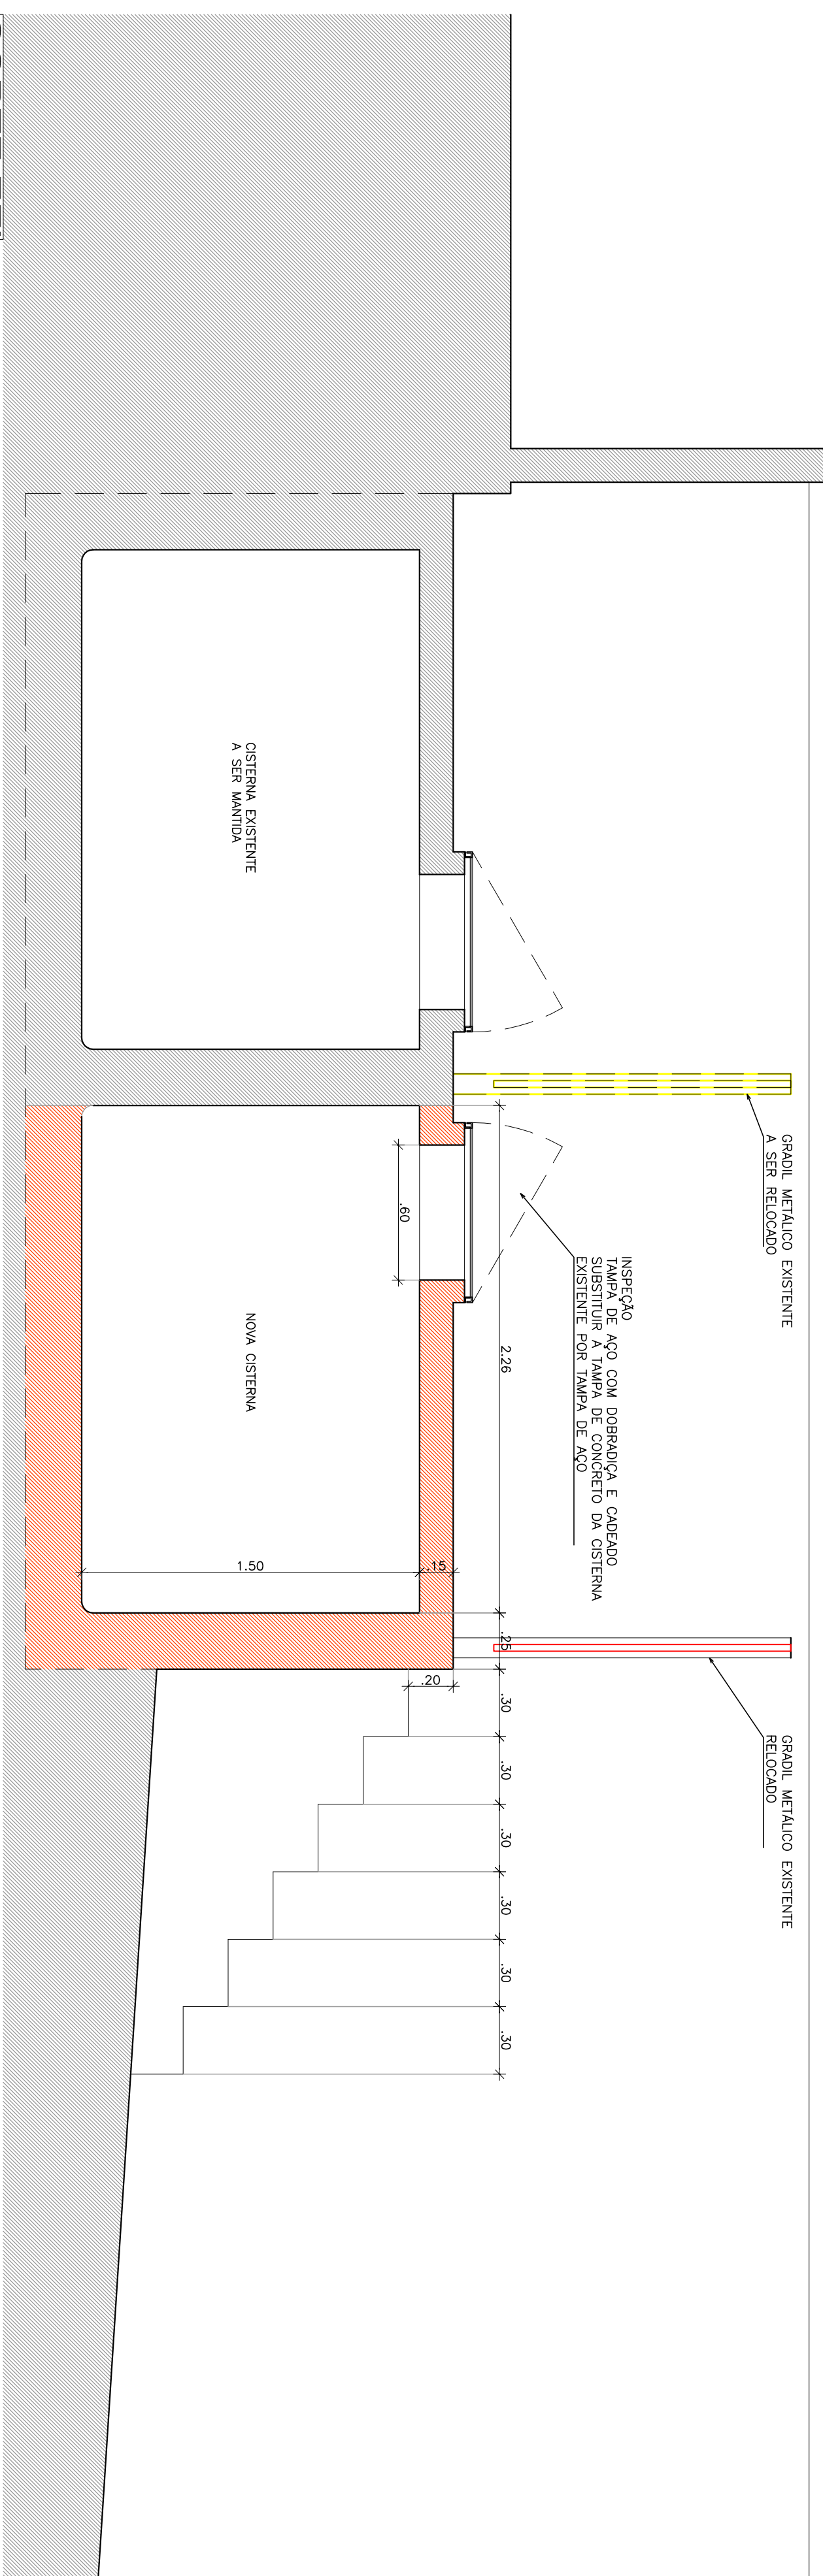 GRADIL METÁLICO EXISTENTE
A SER RELOCADO
GRADIL METÁLICO EXISTENTE
RELOCADO
INSPEÇÃO
TAMPA DE AÇO COM DOBRADIÇA E CADEADO
SUBSTITUIR A TAMPA DE CONCRETO DA CISTERNA
EXISTENTE POR TAMPA DE AÇO
2.26
.25
.30
.30
.30
.30
.30
.30
.60
.15
.20
1.50
CISTERNA EXISTENTE
A SER MANTIDA
NOVA CISTERNA